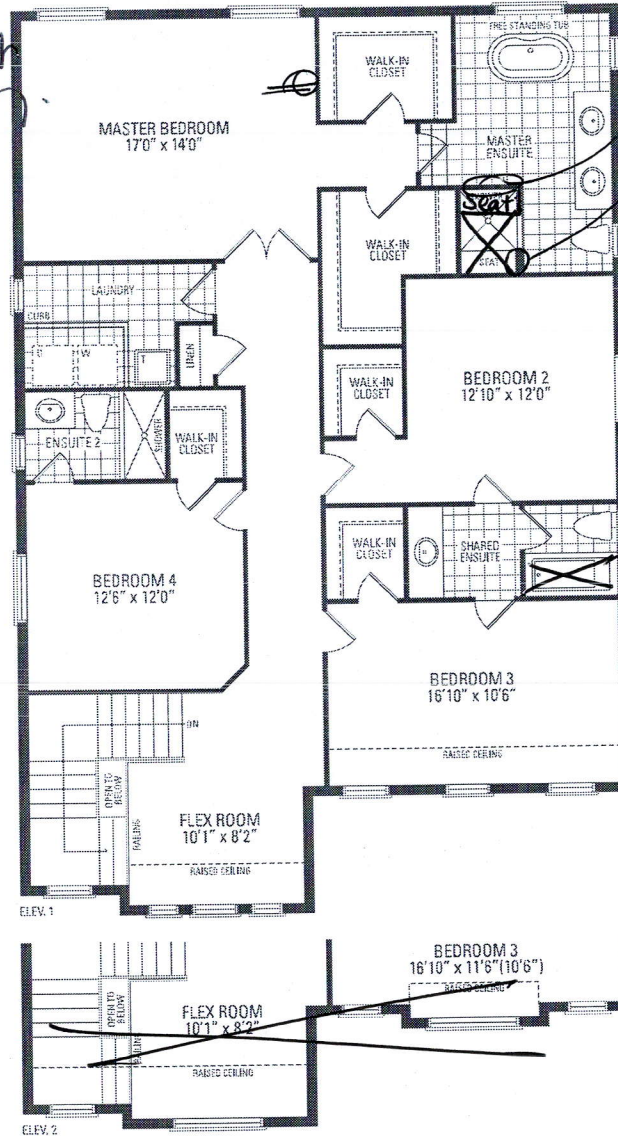 FREE STANDING TUB
WALK-IN
CLOSET
MASTER BEDROOM
17'0" x 14'0"
MASTER
ENSUITE
Seat
WALK-IN
CLOSET
SEAT
LAUNDRY
CURB
D
W
T
LINEN
WALK-IN
CLOSET
BEDROOM 2
12'10" x 12'0"
ENSUITE 2
SHOWER
WALK-IN
CLOSET
WALK-IN
CLOSET
SHARED
ENSUITE
BEDROOM 4
12'6" x 12'0"
BEDROOM 3
16'10" x 10'6"
RAISED CEILING
DN
OPEN TO
BELOW
RAILING
FLEX ROOM
10'1" x 8'2"
RAISED CEILING
ELEV. 1
BEDROOM 3
16'10" x 11'6"(10'6")
RAISED CEILING
OPEN TO
BELOW
RAILING
FLEX ROOM
10'1" x 8'2"
RAISED CEILING
ELEV. 2